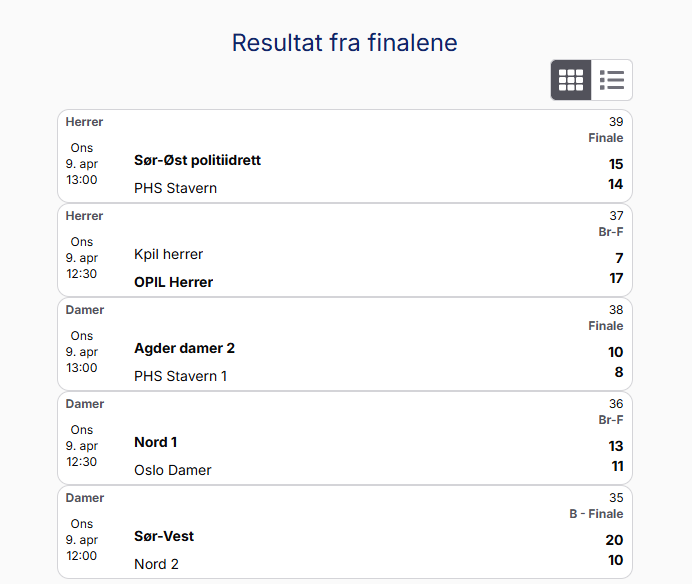 Resultat fra finalene
Herrer 39
Finale
Ons
9. apr
13:00
Sør-Øst politiidrett 15
PHS Stavern 14
Herrer 37
Br-F
Ons
9. apr
12:30
Kpil herrer 7
OPIL Herrer 17
Damer 38
Finale
Ons
9. apr
13:00
Agder damer 2 10
PHS Stavern 1 8
Damer 36
Br-F
Ons
9. apr
12:30
Nord 1 13
Oslo Damer 11
Damer 35
B - Finale
Ons
9. apr
12:00
Sør-Vest 20
Nord 2 10